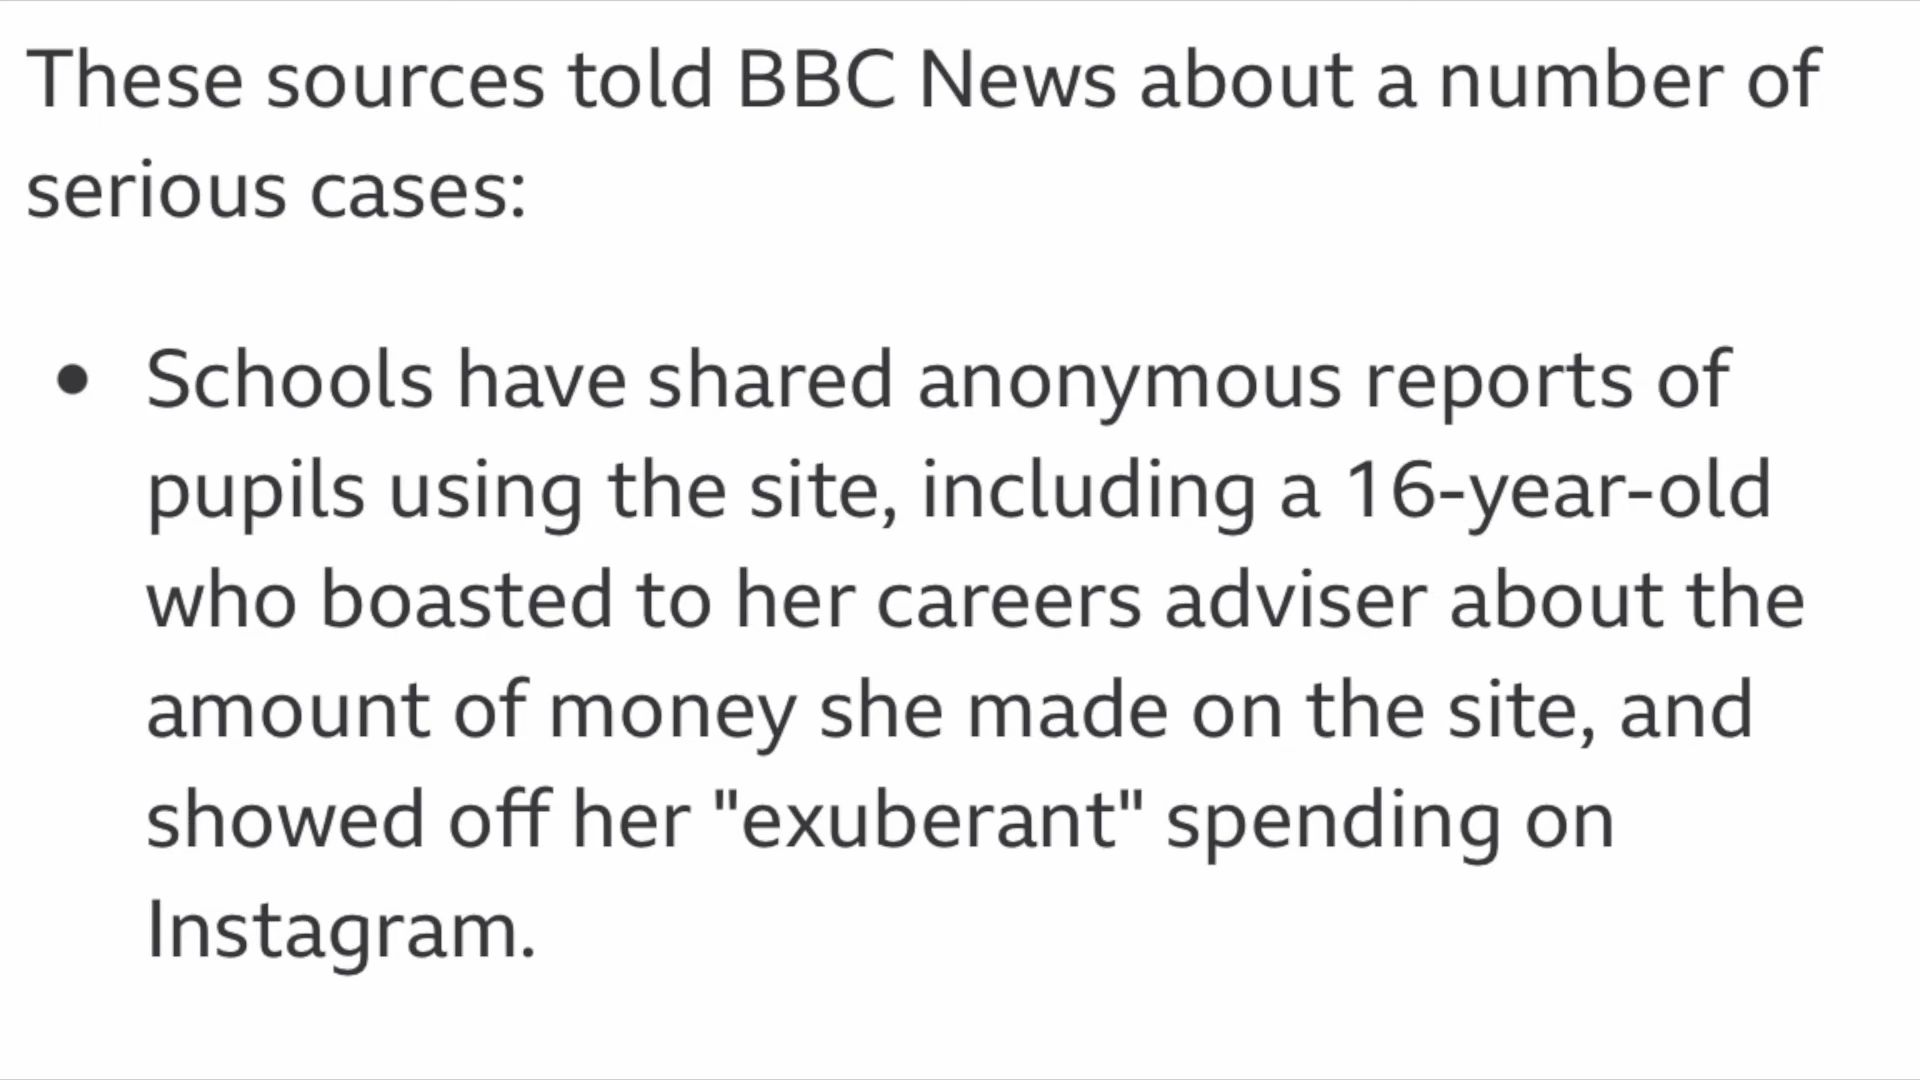 These sources told BBC News about a number of
serious cases:
• Schools have shared anonymous reports of
pupils using the site, including a 16-year-old
who boasted to her careers adviser about the
amount of money she made on the site, and
showed off her "exuberant" spending on
Instagram.